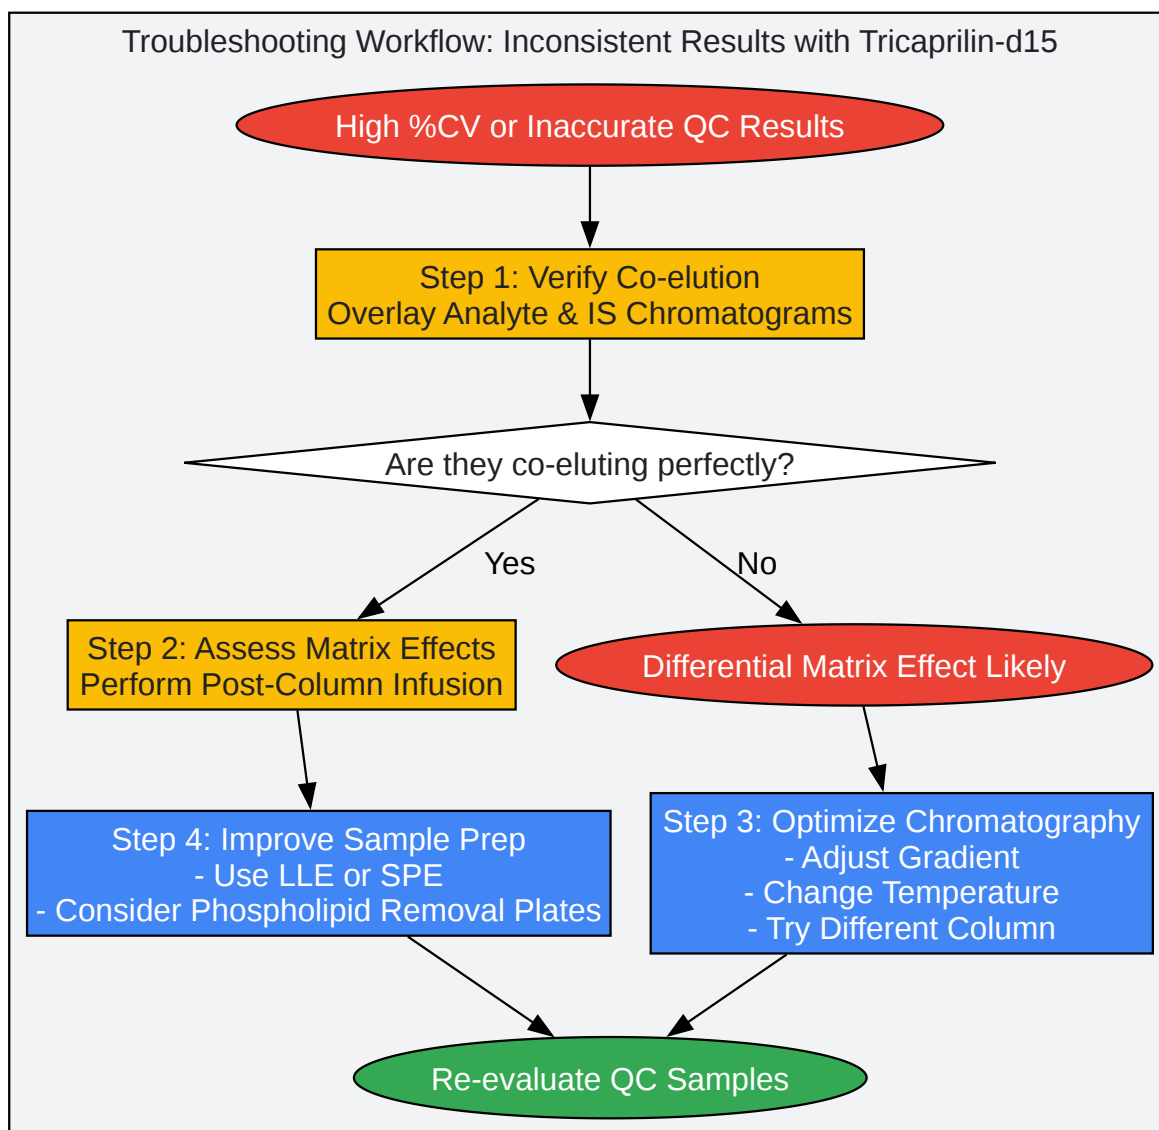 Troubleshooting Workflow: Inconsistent Results with Tricaprilin-d15
High %CV or Inaccurate QC Results
Step 1: Verify Co-elution
Overlay Analyte & IS Chromatograms
Are they co-eluting perfectly?
Yes
No
Step 2: Assess Matrix Effects
Perform Post-Column Infusion
Differential Matrix Effect Likely
Step 4: Improve Sample Prep
- Use LLE or SPE
- Consider Phospholipid Removal Plates
Step 3: Optimize Chromatography
- Adjust Gradient
- Change Temperature
- Try Different Column
Re-evaluate QC Samples